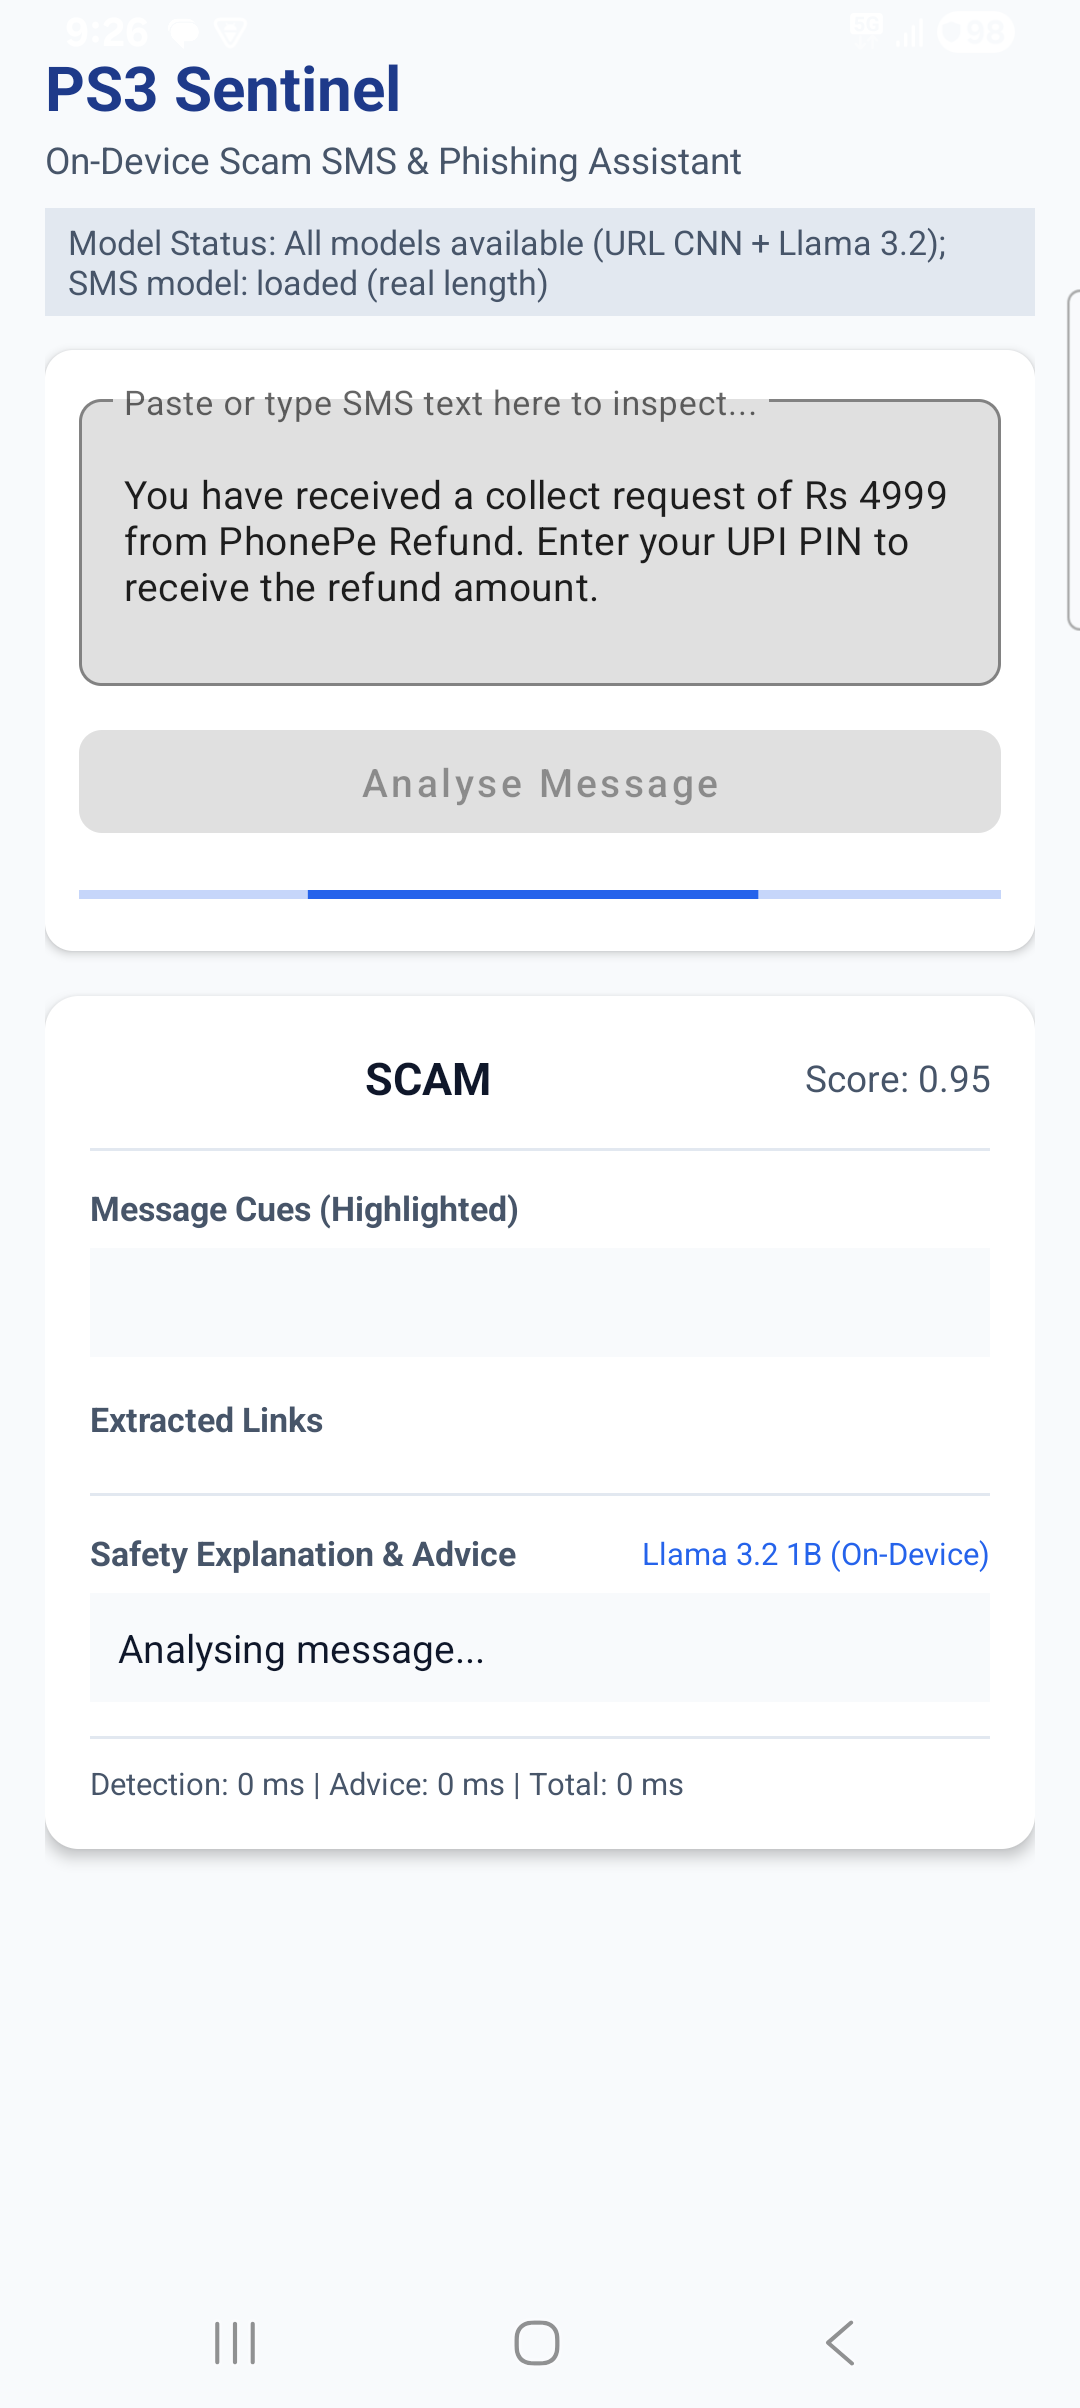 9:26
5G
98
PS3 Sentinel
On-Device Scam SMS & Phishing Assistant
Model Status: All models available (URL CNN + Llama 3.2);
SMS model: loaded (real length)
Paste or type SMS text here to inspect...
You have received a collect request of Rs 4999
from PhonePe Refund. Enter your UPI PIN to
receive the refund amount.
Analyse Message
SCAM
Score: 0.95
Message Cues (Highlighted)
Extracted Links
Safety Explanation & Advice
Llama 3.2 1B (On-Device)
Analysing message...
Detection: 0 ms | Advice: 0 ms | Total: 0 ms